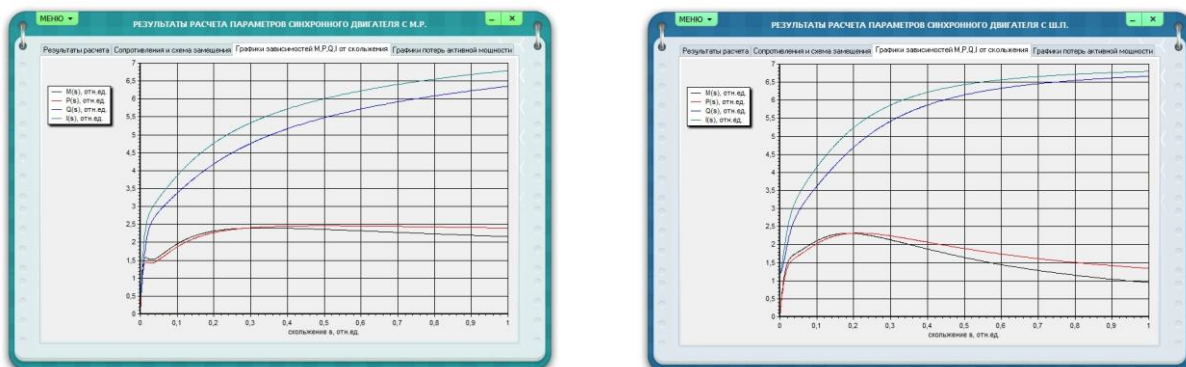 МЕНЮ
РЕЗУЛЬТАТЫ РАСЧЕТА ПАРАМЕТРОВ СИНХРОННОГО ДВИГАТЕЛЯ С М.Р.
Результаты расчета Сопротивления и схема замещения Графики зависимостей M,P,Q,I от скольжения Графики потерь активной мощности
M(s), отн.ед.
P(s), отн.ед.
Q(s), отн.ед.
I(s), отн.ед.
7
6,5
6
5,5
5
4,5
4
3,5
3
2,5
2
1,5
1
0,5
0
0 0,1 0,2 0,3 0,4 0,5 0,6 0,7 0,8 0,9 1
скольжение s, отн.ед.
МЕНЮ
РЕЗУЛЬТАТЫ РАСЧЕТА ПАРАМЕТРОВ СИНХРОННОГО ДВИГАТЕЛЯ С Ш.П.
Результаты расчета Сопротивления и схема замещения Графики зависимостей M,P,Q,I от скольжения Графики потерь активной мощности
M(s), отн.ед.
P(s), отн.ед.
Q(s), отн.ед.
I(s), отн.ед.
7
6,5
6
5,5
5
4,5
4
3,5
3
2,5
2
1,5
1
0,5
0
0 0,1 0,2 0,3 0,4 0,5 0,6 0,7 0,8 0,9 1
скольжение s, отн.ед.